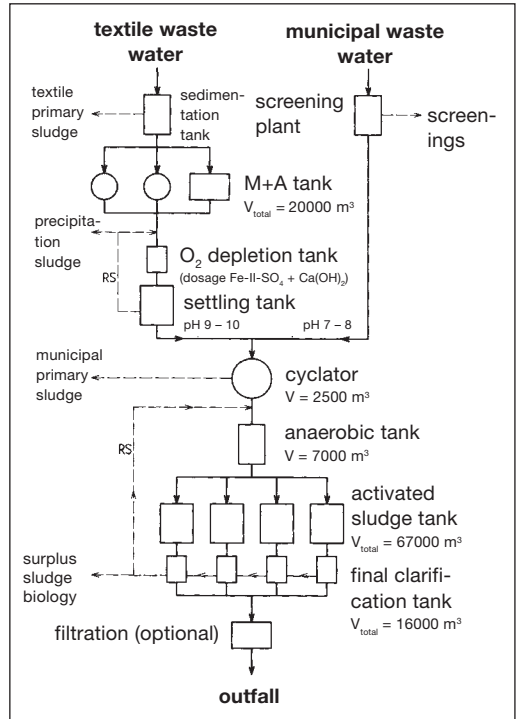 textile waste
water
municipal waste
water
textile
primary
sludge
sedimen-
tation
tank
screening
plant
screen-
ings
M+A tank
V_total = 20000 m³
precipita-
tion
sludge
RS
O₂ depletion tank
(dosage Fe-II-SO₄ + Ca(OH)₂)
settling tank
pH 9 – 10
pH 7 – 8
municipal
primary
sludge
cyclator
V = 2500 m³
RS
anaerobic tank
V = 7000 m³
activated
sludge tank
V_total = 67000 m³
surplus
sludge
biology
final clarifi-
cation tank
V_total = 16000 m³
filtration (optional)
outfall